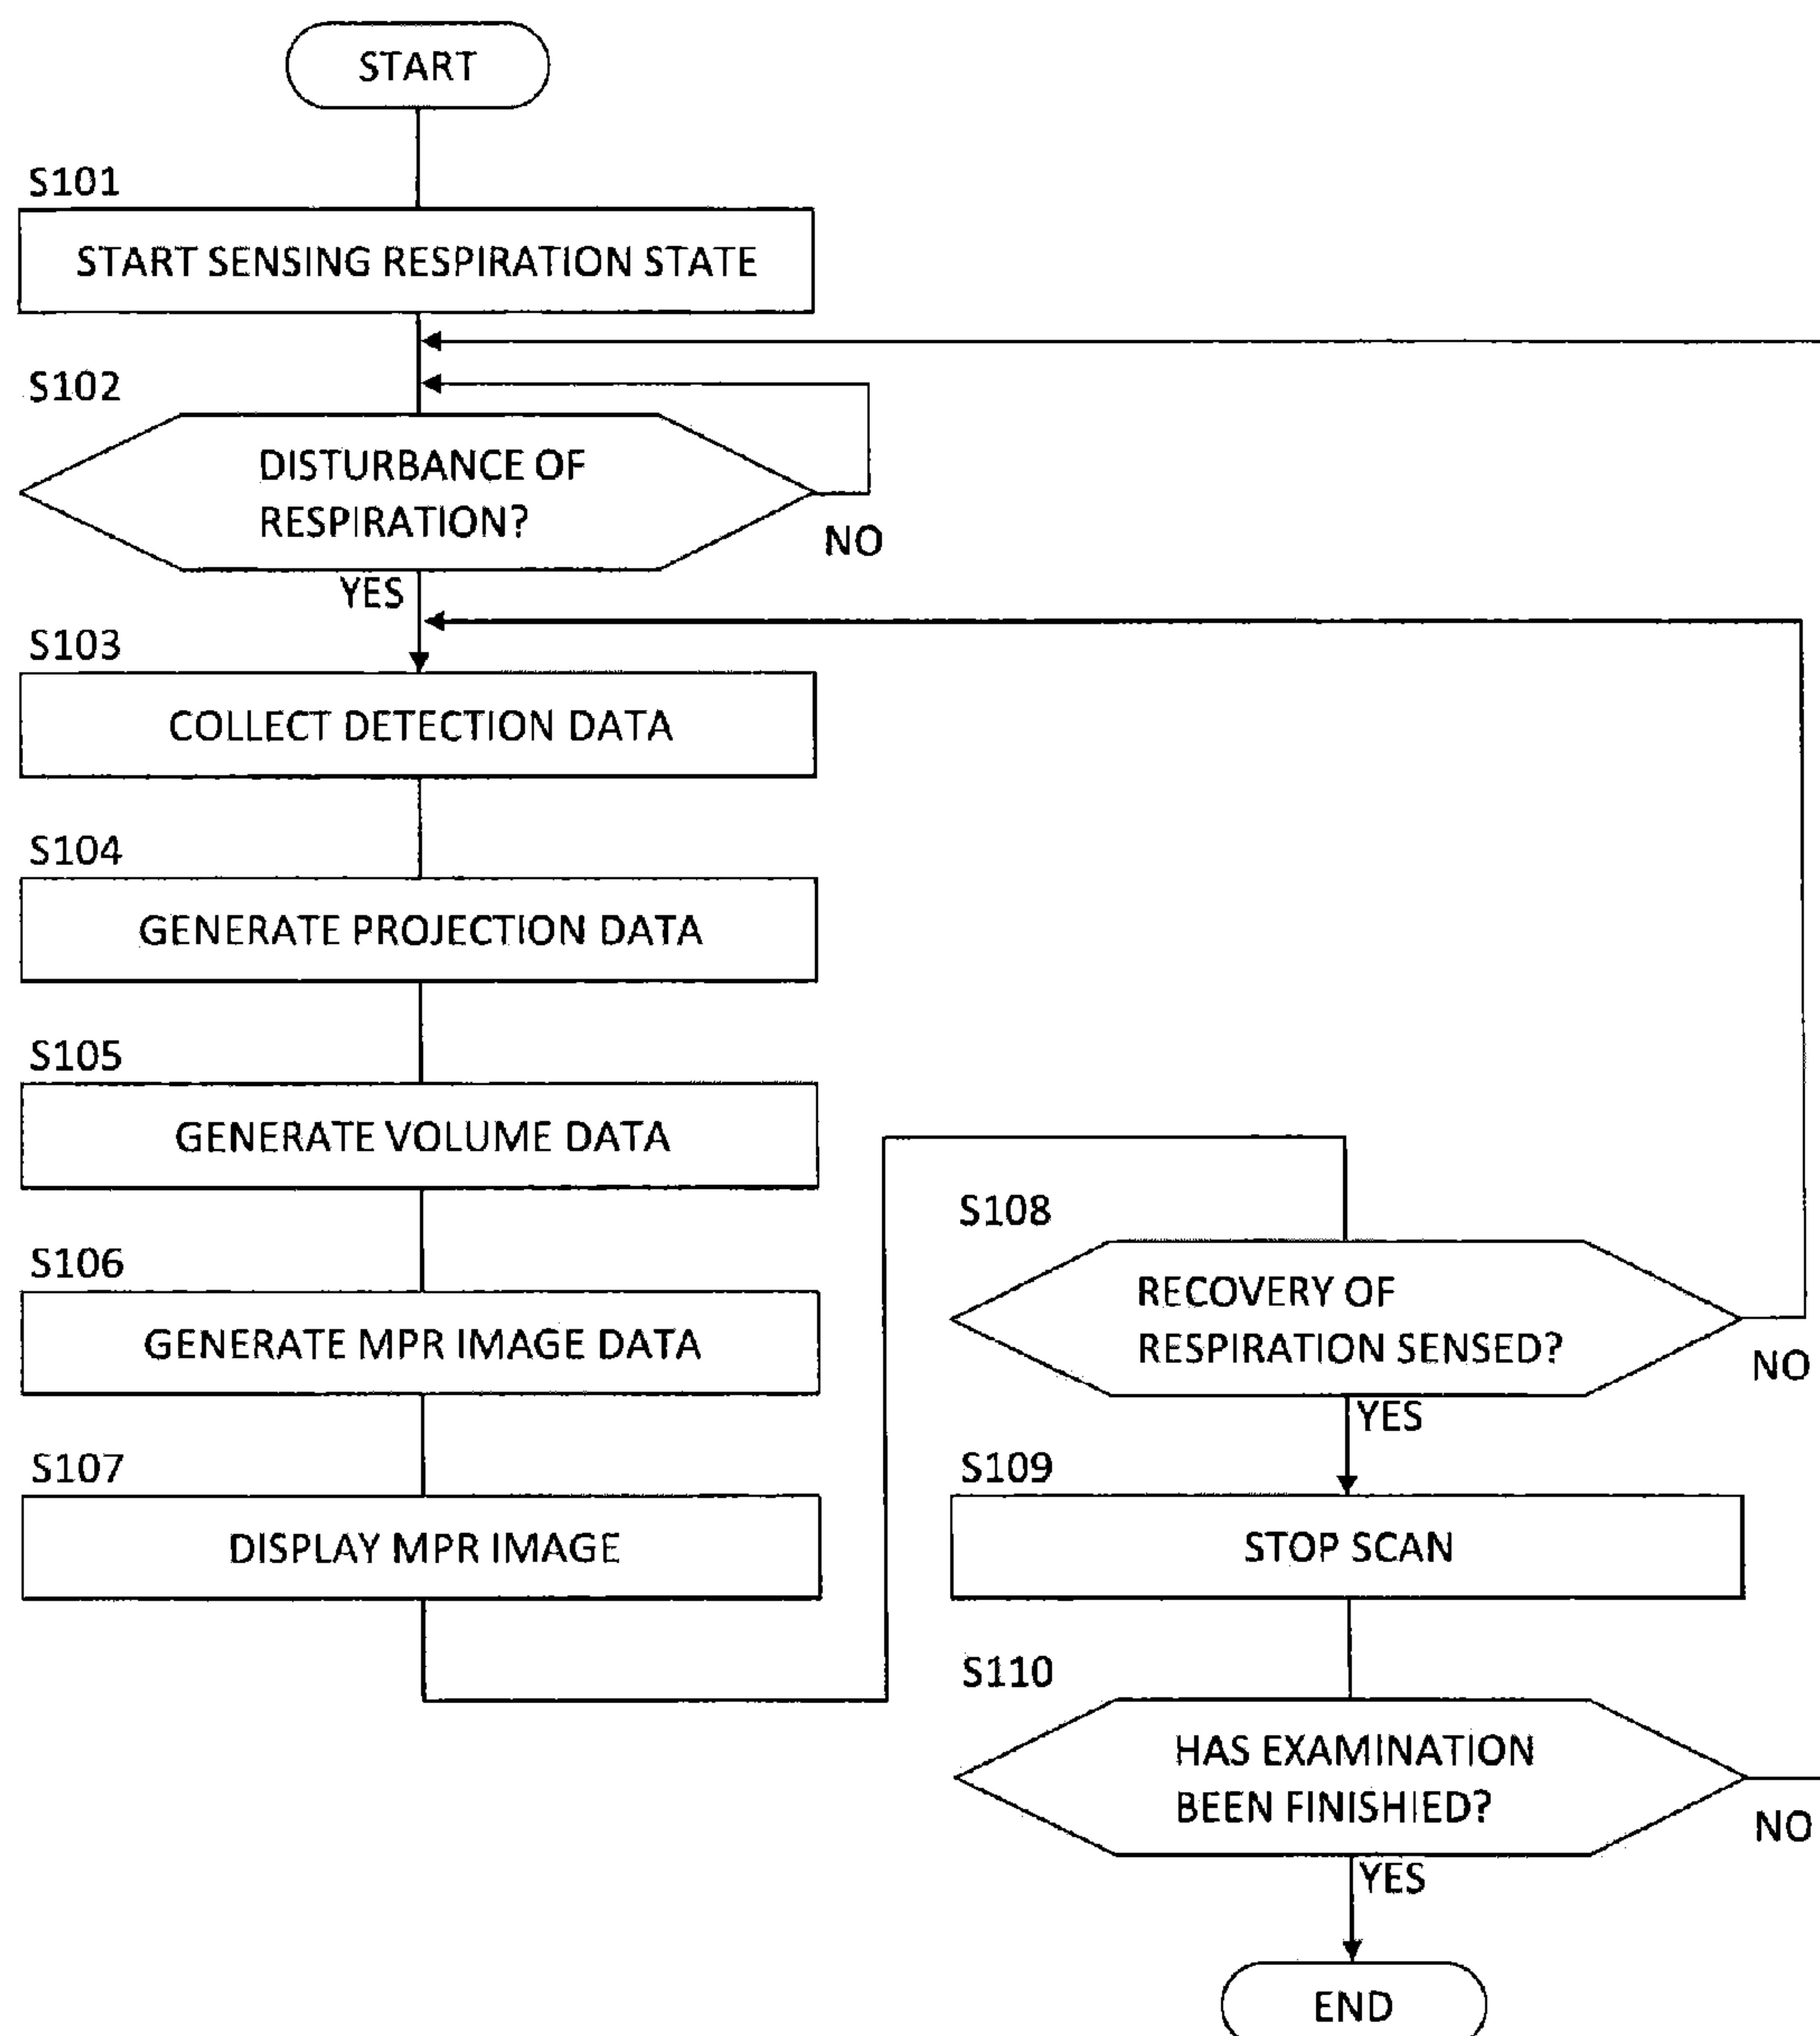 START
S101
START SENSING RESPIRATION STATE
S102
DISTURBANCE OF
RESPIRATION?
NO
YES
S103
COLLECT DETECTION DATA
S104
GENERATE PROJECTION DATA
S105
GENERATE VOLUME DATA
S106
GENERATE MPR IMAGE DATA
S107
DISPLAY MPR IMAGE
S108
RECOVERY OF
RESPIRATION SENSED?
NO
YES
S109
STOP SCAN
S110
HAS EXAMINATION
BEEN FINISHIED?
NO
YES
END